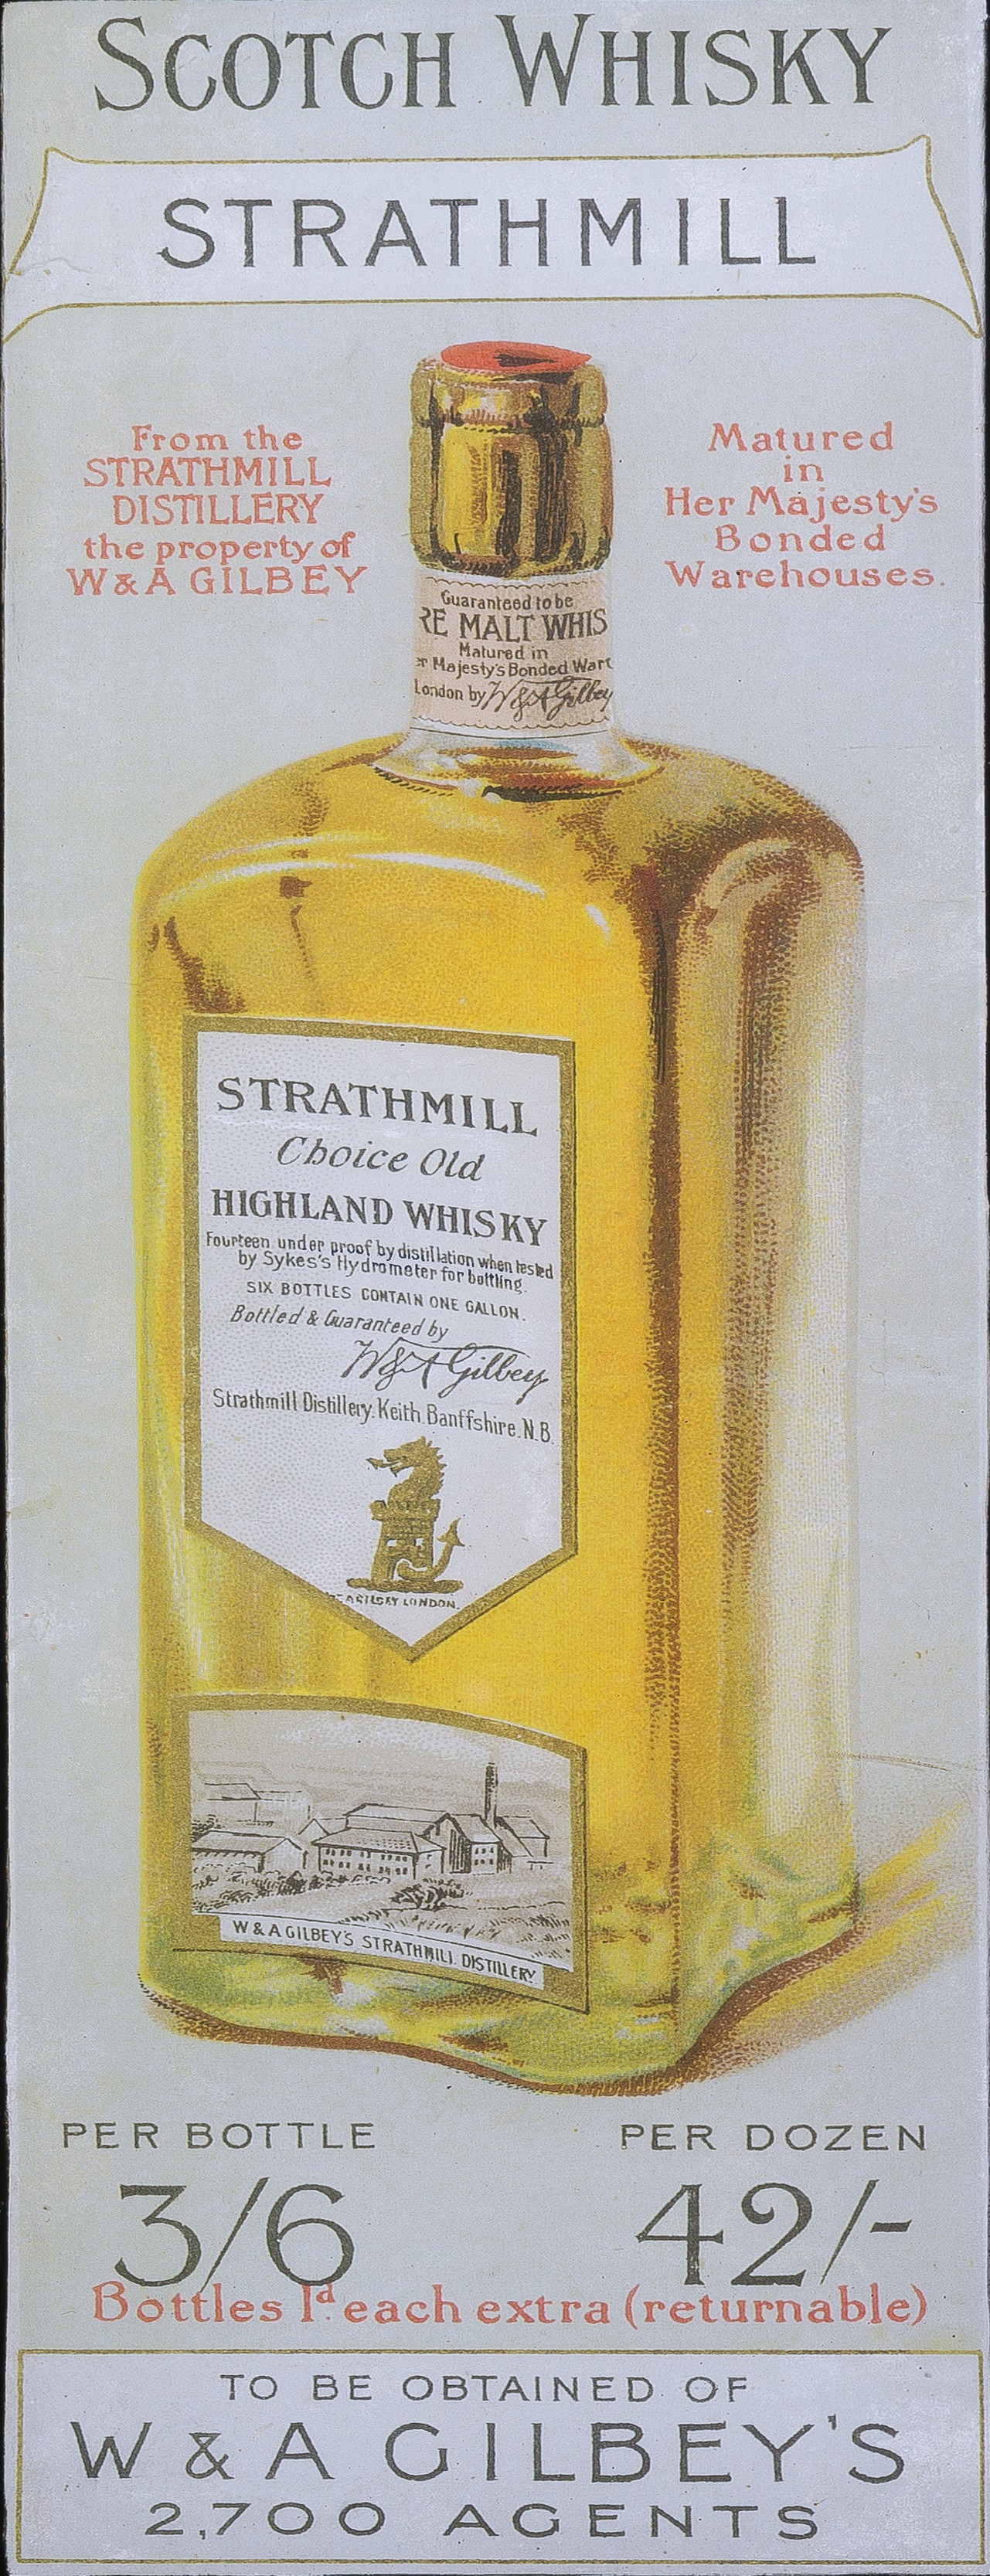 SCOTCH WHISKY
STRATHMILL
From the
STRATHMILL
DISTILLERY
the property of
W & A GILBEY
Matured
in
Her Majesty's
Bonded
Warehouses.
Guaranteed to be
RE MALT WHIS
Matured in
er Majesty's Bonded Ware
London by W&A Gilbey
STRATHMILL
Choice Old
HIGHLAND WHISKY
Fourteen under proof by distillation when tested
by Sykes's Hydrometer for bottling.
SIX BOTTLES CONTAIN ONE GALLON.
Bottled & Guaranteed by
W&A Gilbey
Strathmill Distillery. Keith. Banffshire. N.B.
A GILBEY LONDON.
W & A GILBEY'S STRATHMILL DISTILLERY
PER BOTTLE
3/6
PER DOZEN
42/-
Bottles 1d. each extra (returnable)
TO BE OBTAINED OF
W & A GILBEY'S
2,700 AGENTS